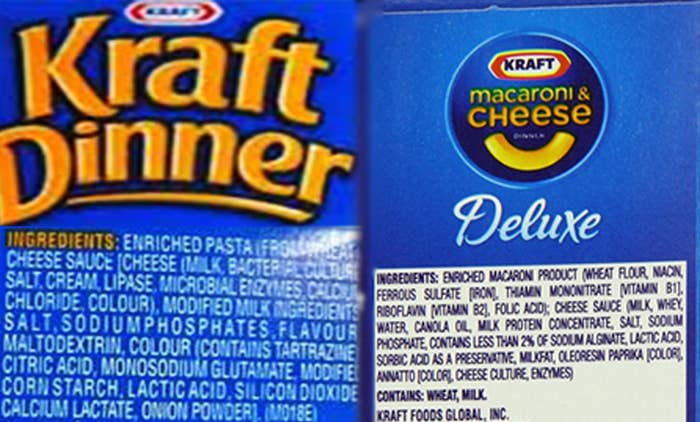 KRAFT
Kraft
Dinner
INGREDIENTS: ENRICHED PASTA
CHEESE SAUCE [CHEESE (MILK, BACTERIAL CULTURE
SALT, CREAM, LIPASE, MICROBIAL ENZYMES,
CHLORIDE, COLOUR), MODIFIED MILK INGREDIENTS
SALT, SODIUM PHOSPHATES, FLAVOUR
MALTODEXTRIN, COLOUR (CONTAINS TARTRAZINE
CITRIC ACID, MONOSODIUM GLUTAMATE, MODIFIE
CORN STARCH, LACTIC ACID, SILICON DIOXIDE
CALCIUM LACTATE, ONION POWDER]. (M018E)
KRAFT
macaroni &
CHEESE
DINNER
Deluxe
INGREDIENTS: ENRICHED MACARONI PRODUCT (WHEAT FLOUR, NIACIN,
FERROUS SULFATE [IRON], THIAMIN MONONITRATE [VITAMIN B1],
RIBOFLAVIN [VITAMIN B2], FOLIC ACID); CHEESE SAUCE (MILK, WHEY,
WATER, CANOLA OIL, MILK PROTEIN CONCENTRATE, SALT, SODIUM
PHOSPHATE, CONTAINS LESS THAN 2% OF SODIUM ALGINATE, LACTIC ACID,
SORBIC ACID AS A PRESERVATIVE, MILKFAT, OLEORESIN PAPRIKA [COLOR],
ANNATTO [COLOR], CHEESE CULTURE, ENZYMES)
CONTAINS: WHEAT, MILK.
KRAFT FOODS GLOBAL, INC.